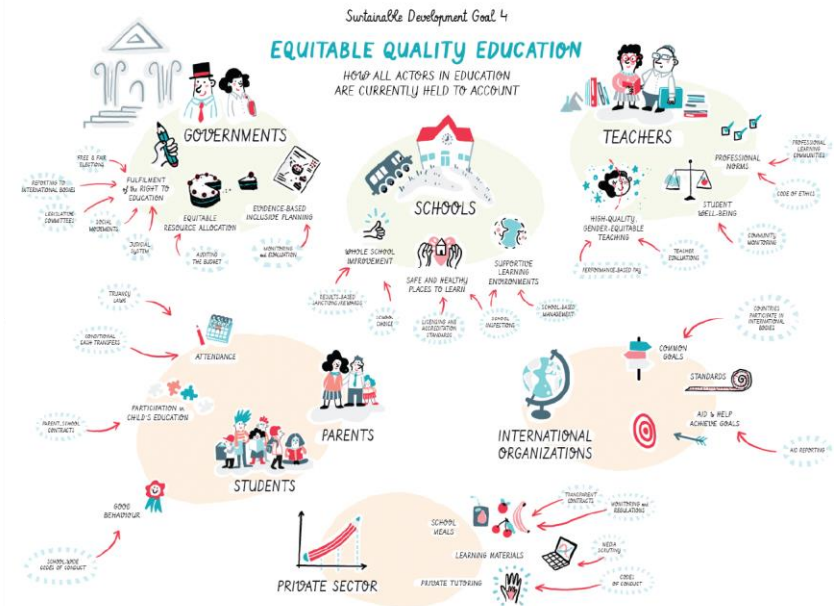 Sustainable Development Goal 4
EQUITABLE QUALITY EDUCATION
HOW ALL ACTORS IN EDUCATION
ARE CURRENTLY HELD TO ACCOUNT
GOVERNMENTS
FREE & FAIR
ELECTIONS
REPORTING TO
INTERNATIONAL BODIES
LEGISLATIVE
COMMITTEES
SOCIAL
MOVEMENTS
JUDICIAL
SYSTEM
FULFILMENT
of the RIGHT TO
EDUCATION
EQUITABLE
RESOURCE ALLOCATION
AUDITING
THE BUDGET
EVIDENCE-BASED
INCLUSIVE PLANNING
MONITORING and EVALUATION
SCHOOLS
WHOLE SCHOOL
IMPROVEMENT
RESULTS-BASED
SANCTIONS/REWARDS
SCHOOL
CHOICE
SAFE AND HEALTHY
PLACES TO LEARN
LICENSING AND
ACCREDITATION
STANDARDS
SCHOOL
INSPECTIONS
SUPPORTIVE
LEARNING
ENVIRONMENTS
SCHOOL-BASED
MANAGEMENT
TEACHERS
PROFESSIONAL
NORMS
PROFESSIONAL
LEARNING
COMMUNITIES
CODE OF ETHICS
STUDENT
WELL-BEING
COMMUNITY
MONITORING
HIGH-QUALITY,
GENDER-EQUITABLE
TEACHING
TEACHER
EVALUATIONS
PERFORMANCE-BASED PAY
TRUANCY
LAWS
CONDITIONAL
CASH TRANSFERS
ATTENDANCE
PARTICIPATION in
CHILD'S EDUCATION
PARENT, SCHOOL
CONTRACTS
PARENTS
STUDENTS
GOOD
BEHAVIOUR
SCHOOL-WIDE
CODES OF CONDUCT
INTERNATIONAL
ORGANIZATIONS
COMMON
GOALS
COUNTRIES
PARTICIPATE IN
INTERNATIONAL
BODIES
STANDARDS
AID to HELP
ACHIEVE GOALS
AID REPORTING
PRIVATE SECTOR
SCHOOL
MEALS
TRANSPARENT
CONTRACTS
MONITORING and
REGULATIONS
LEARNING MATERIALS
MEDIA
SCRUTINY
PRIVATE TUTORING
CODES
OF CONDUCT